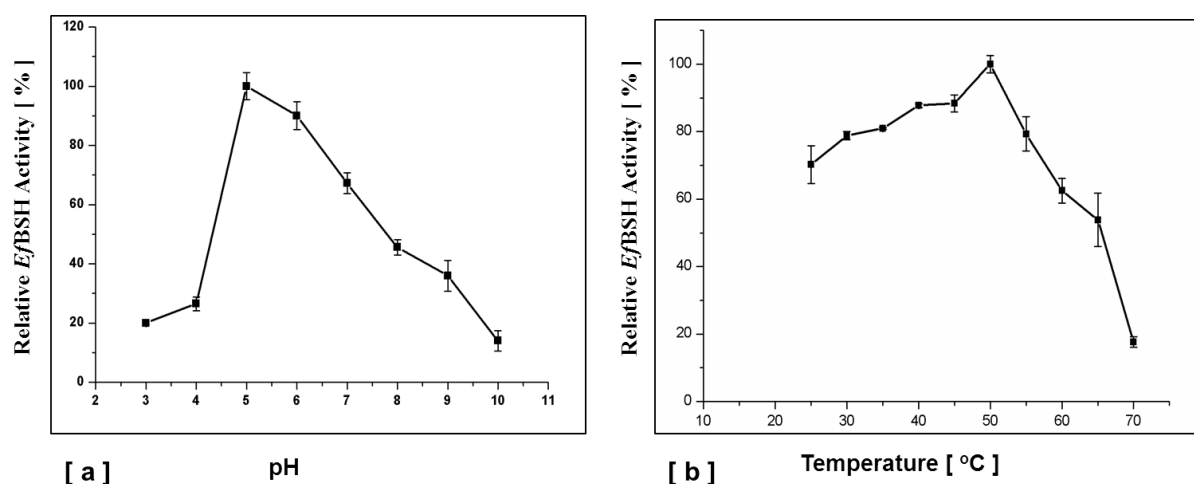 Relative EfBSH Activity [ % ]
120
100
80
60
40
20
0
2 3 4 5 6 7 8 9 10 11
[ a ] pH
Relative EfBSH Activity [ % ]
100
80
60
40
20
0
10 20 30 40 50 60 70
[ b ] Temperature [ °C ]